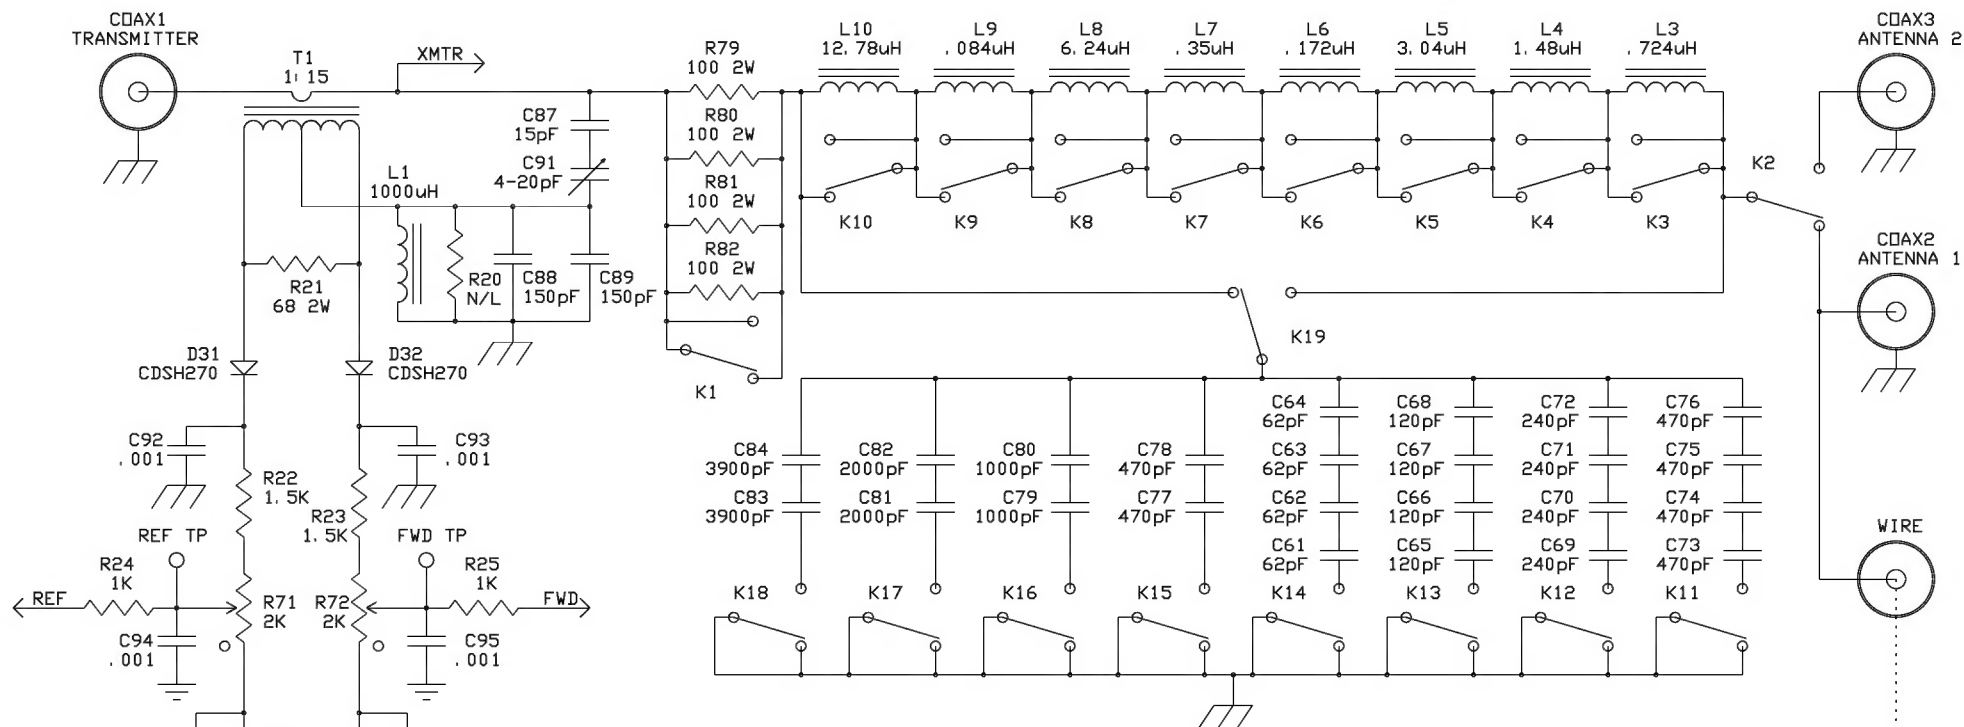 COAX1
TRANSMITTER
T1
1:15
XMTR
C87
15pF
C91
4-20pF
L1
1000uH
R79
100 2W
R80
100 2W
R81
100 2W
R82
100 2W
L10
12.78uH
L9
.084uH
L8
6.24uH
L7
.35uH
L6
.172uH
L5
3.04uH
L4
1.48uH
L3
.724uH
COAX3
ANTENNA 2
K2
K10
K9
K8
K7
K6
K5
K4
K3
COAX2
ANTENNA 1
R21
68 2W
R20
N/L
C88
150pF
C89
150pF
K19
K1
D31
CDSH270
D32
CDSH270
C92
.001
C93
.001
R22
1.5K
R23
1.5K
C84
3900pF
C83
3900pF
C82
2000pF
C81
2000pF
C80
1000pF
C79
1000pF
C78
470pF
C77
470pF
C64
62pF
C63
62pF
C62
62pF
C61
62pF
C68
120pF
C67
120pF
C66
120pF
C65
120pF
C72
240pF
C71
240pF
C70
240pF
C69
240pF
C76
470pF
C75
470pF
C74
470pF
C73
470pF
WIRE
REF TP
FWD TP
R24
1K
R25
1K
REF
R71
2K
R72
2K
FWD
C94
.001
C95
.001
K18
K17
K16
K15
K14
K13
K12
K11